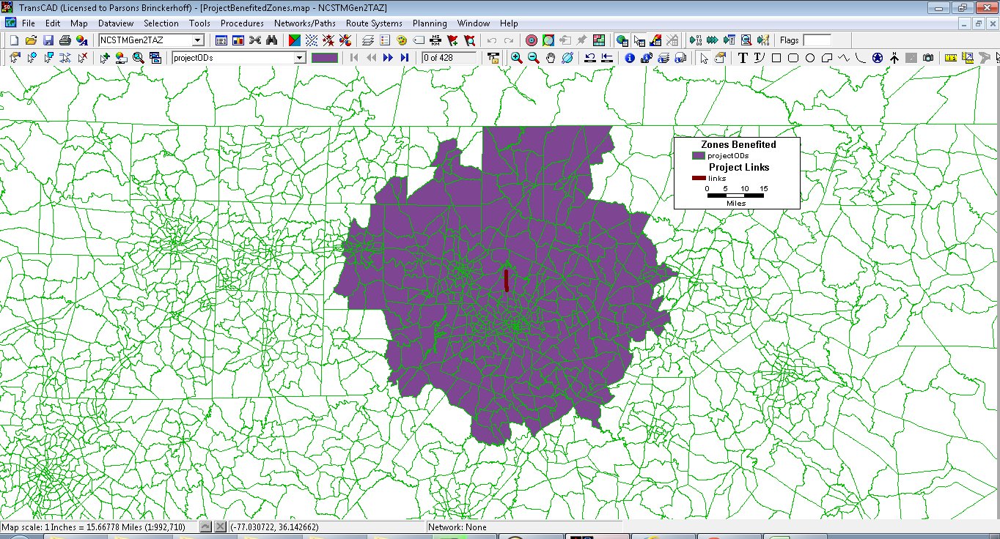 TransCAD (Licensed to Parsons Brinckerhoff) - [ProjectBenefitedZones.map - NCSTMGen2TAZ]
File Edit Map Dataview Selection Tools Procedures Networks/Paths Route Systems Planning Window Help
NCSTMGen2TAZ Flags
projectODs 0 of 428
Zones Benefited
projectODs
Project Links
links
0 5 10 15
Miles
Map scale: 1 Inches = 15.66778 Miles (1:992,710) (-77.030722, 36.142662) Network: None